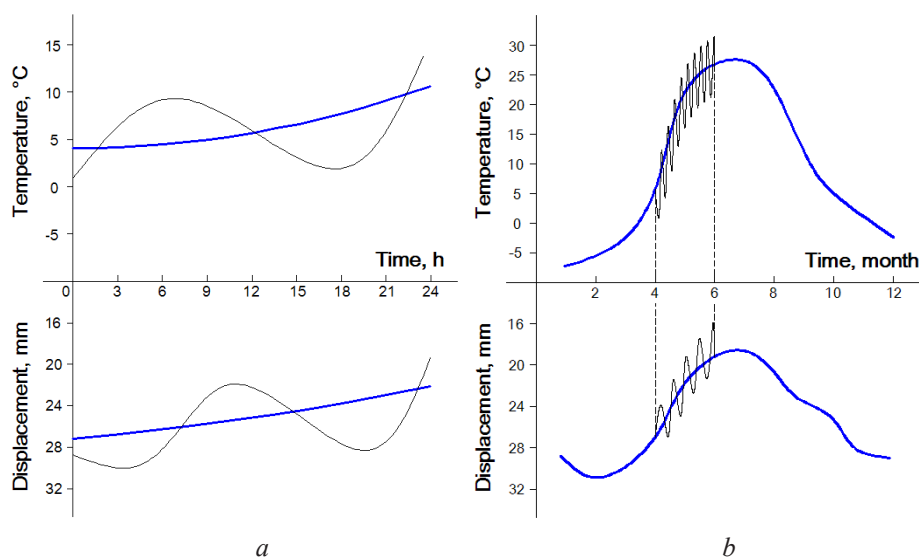 15
10
5
0
-5
Temperature, °C
Time, h
0 3 6 9 12 15 18 21 24
16
20
24
28
32
Displacement, mm
a
30
25
20
15
10
5
0
-5
Temperature, °C
Time, month
2 4 6 8 10 12
16
20
24
28
32
Displacement, mm
b